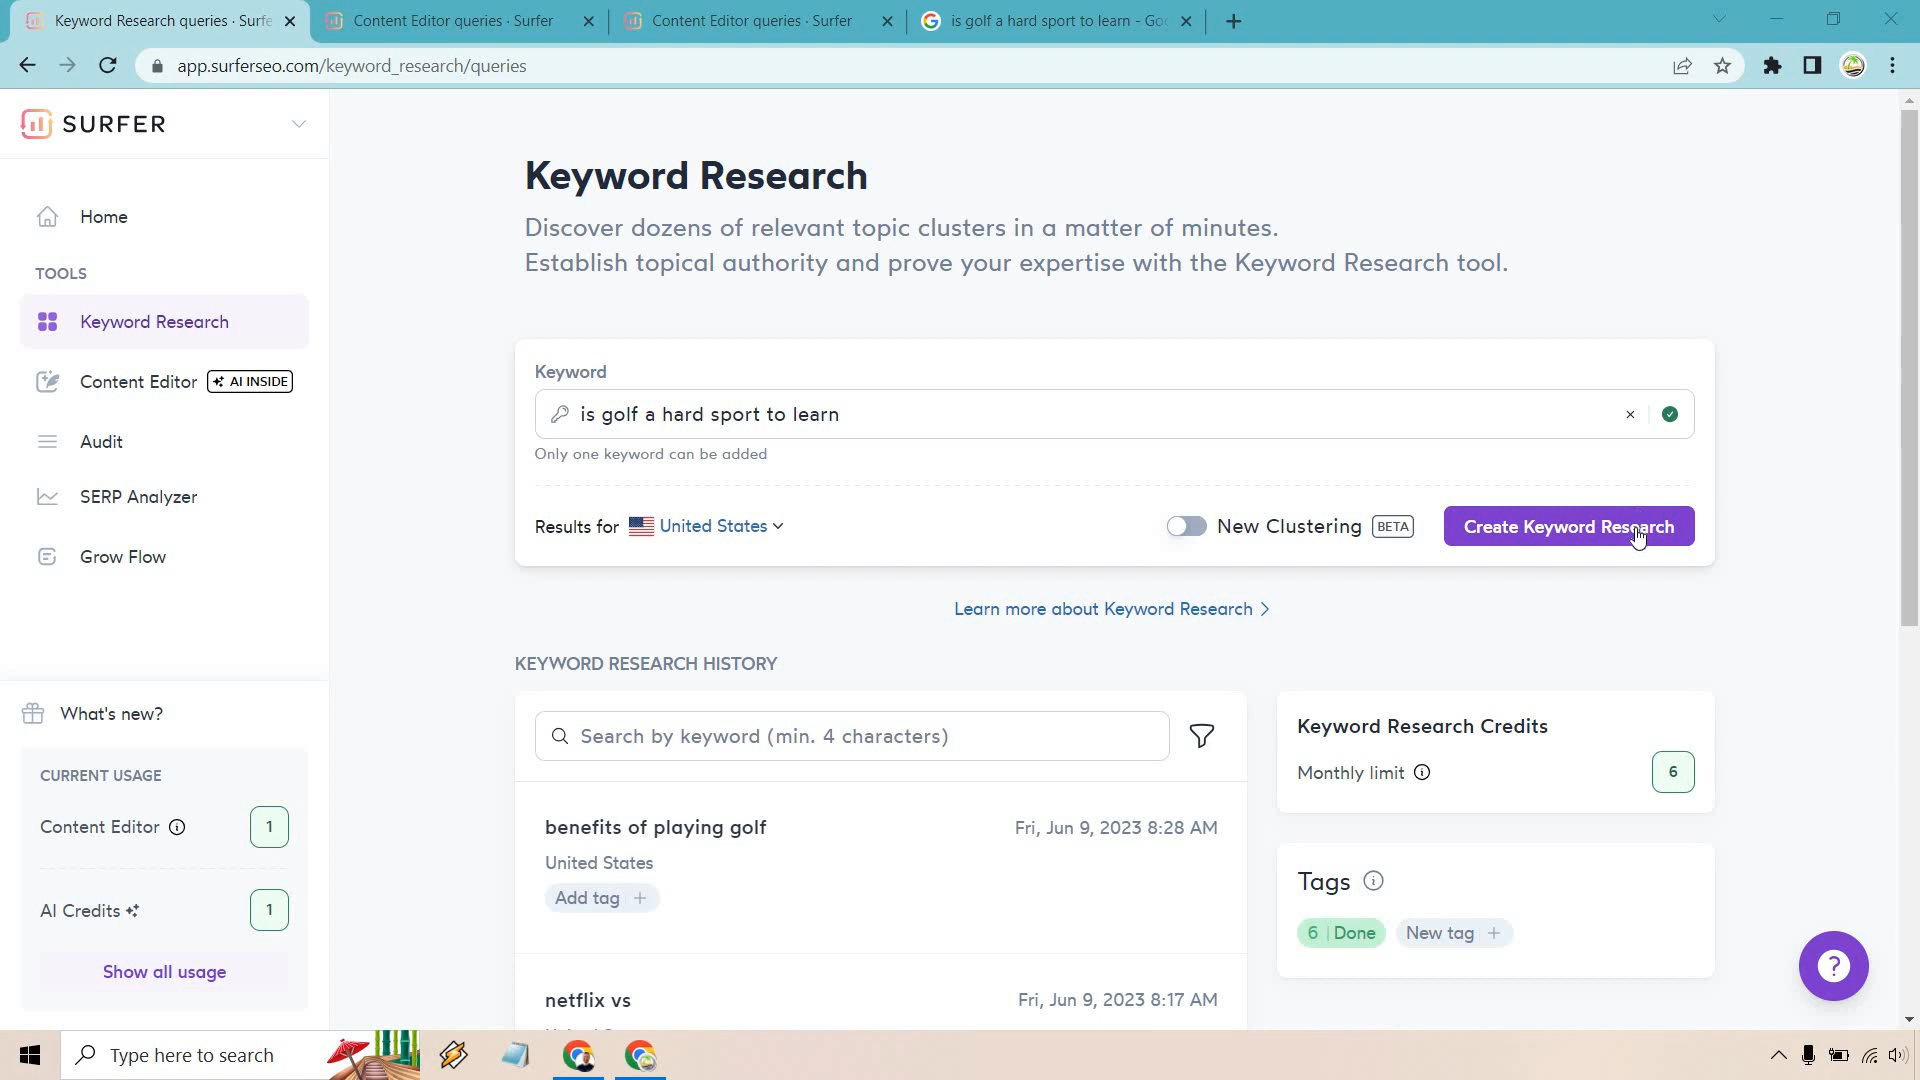 Keyword Research queries · Surfe
Content Editor queries · Surfer
Content Editor queries · Surfer
is golf a hard sport to learn - Goo
app.surferseo.com/keyword_research/queries
SURFER
Home
TOOLS
Keyword Research
Content Editor AI INSIDE
Audit
SERP Analyzer
Grow Flow
What's new?
CURRENT USAGE
Content Editor 1
AI Credits 1
Show all usage
Keyword Research
Discover dozens of relevant topic clusters in a matter of minutes.
Establish topical authority and prove your expertise with the Keyword Research tool.
Keyword
is golf a hard sport to learn
Only one keyword can be added
Results for United States
New Clustering BETA
Create Keyword Research
Learn more about Keyword Research
KEYWORD RESEARCH HISTORY
Search by keyword (min. 4 characters)
benefits of playing golf
Fri, Jun 9, 2023 8:28 AM
United States
Add tag +
netflix vs
Fri, Jun 9, 2023 8:17 AM
Keyword Research Credits
Monthly limit 6
Tags
6 | Done
New tag +
?
Type here to search